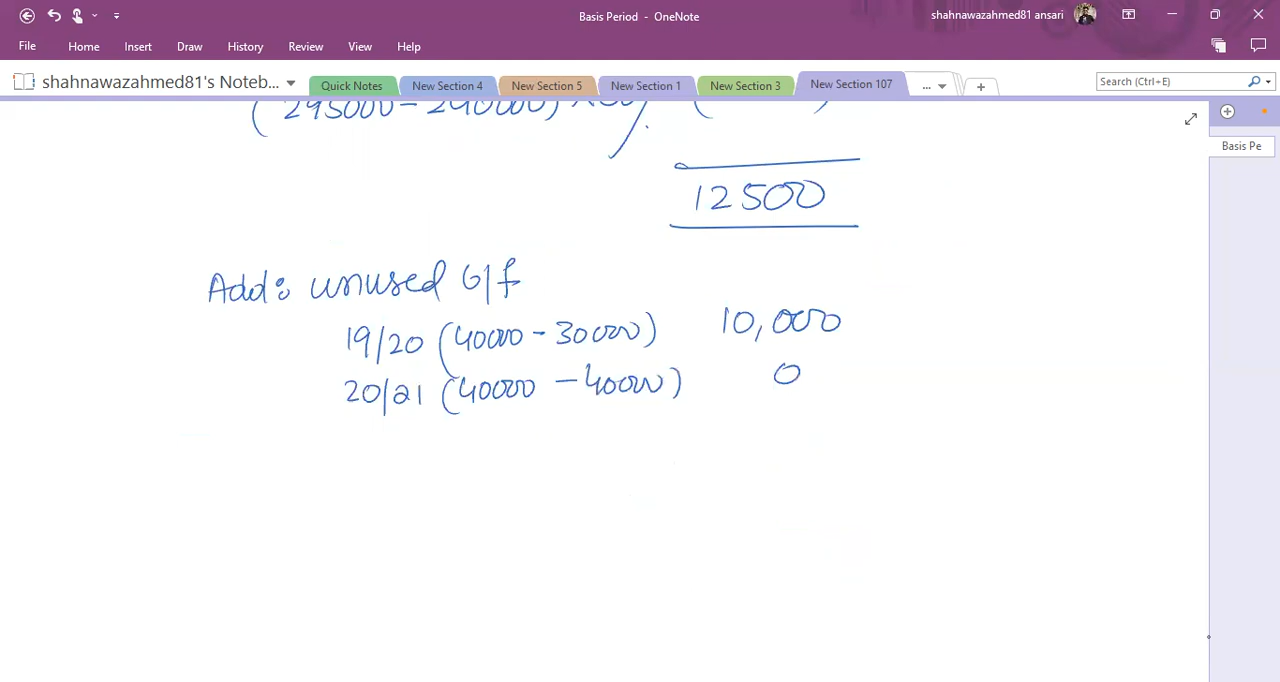 Basis Period - OneNote
shahnawazahmed81 ansari
File Home Insert Draw History Review View Help
shahnawazahmed81's Noteb...
Quick Notes New Section 4 New Section 5 New Section 1 New Section 3 New Section 107 ...
Search (Ctrl+E)
Basis Pe
(295000 - 240000) ×
12500
Add: unused b/f
19/20 (40000 - 30000) 10,000
20/21 (40000 - 40000) 0